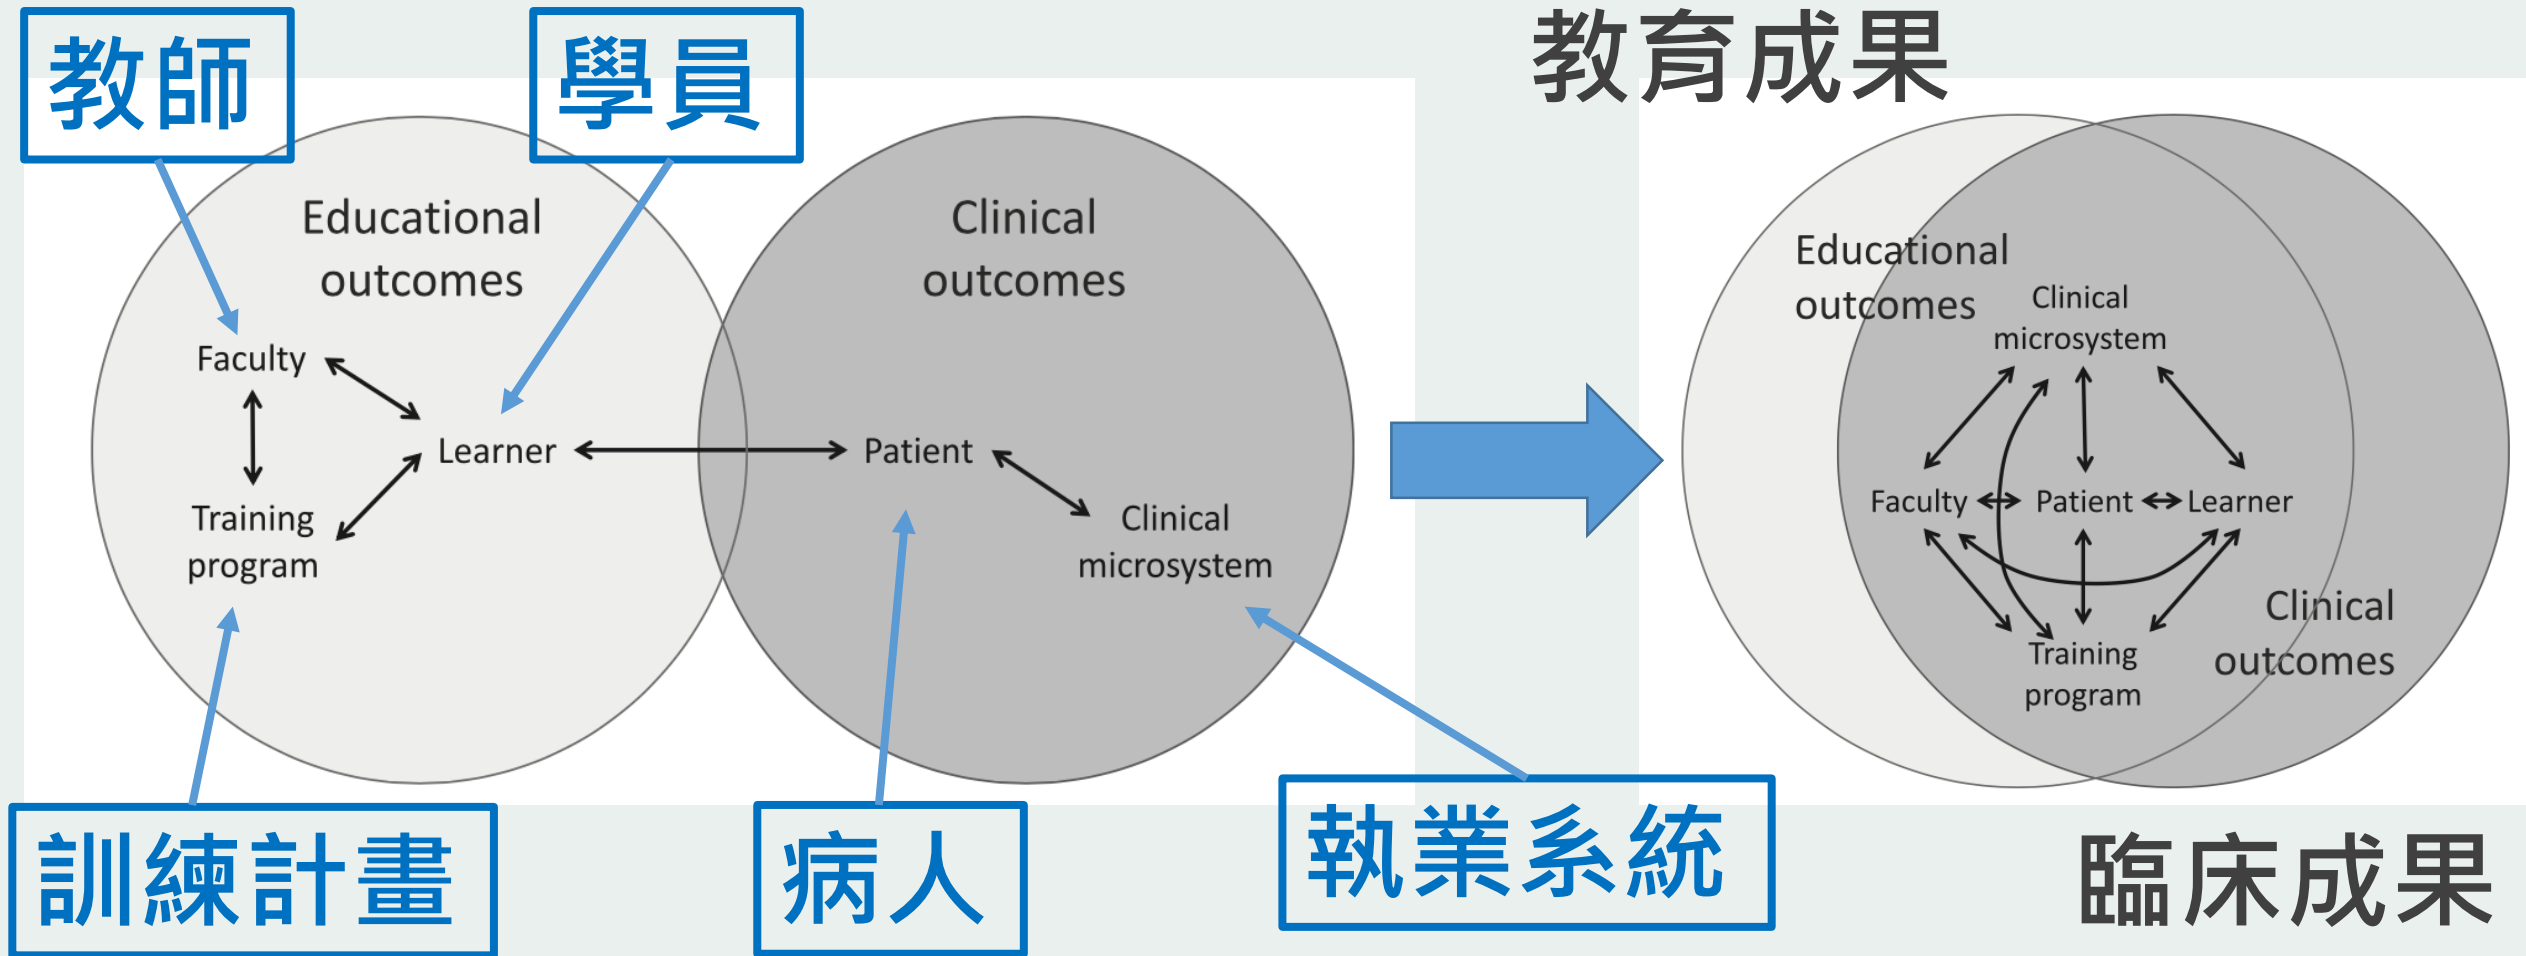 教師
學員
教育成果
Educational
outcomes
Faculty
Learner
Training
program
Clinical
outcomes
Patient
Clinical
microsystem
Educational
outcomes
Clinical
microsystem
Faculty
Patient
Learner
Training
program
Clinical
outcomes
訓練計畫
病人
執業系統
臨床成果